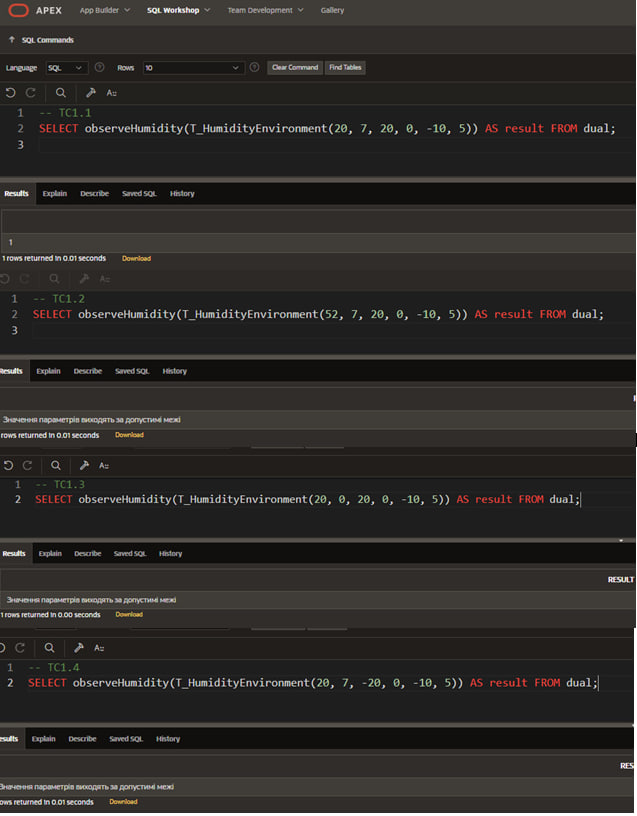 APEX App Builder SQL Workshop Team Development Gallery
SQL Commands
Language SQL Rows 10 Clear Command Find Tables
1 -- TC1.1
2 SELECT observeHumidity(T_HumidityEnvironment(20, 7, 20, 0, -10, 5)) AS result FROM dual;
3
Results Explain Describe Saved SQL History
1
1 rows returned in 0.01 seconds Download
1 -- TC1.2
2 SELECT observeHumidity(T_HumidityEnvironment(52, 7, 20, 0, -10, 5)) AS result FROM dual;
3
Results Explain Describe Saved SQL History
R
Значення параметрів виходять за допустимі межі
rows returned in 0.01 seconds Download
1 -- TC1.3
2 SELECT observeHumidity(T_HumidityEnvironment(20, 0, 20, 0, -10, 5)) AS result FROM dual;
Results Explain Describe Saved SQL History
RESULT
Значення параметрів виходять за допустимі межі
1 rows returned in 0.00 seconds Download
1 -- TC1.4
2 SELECT observeHumidity(T_HumidityEnvironment(20, 7, -20, 0, -10, 5)) AS result FROM dual;
esults Explain Describe Saved SQL History
RES
Значення параметрів виходять за допустимі межі
ows returned in 0.01 seconds Download